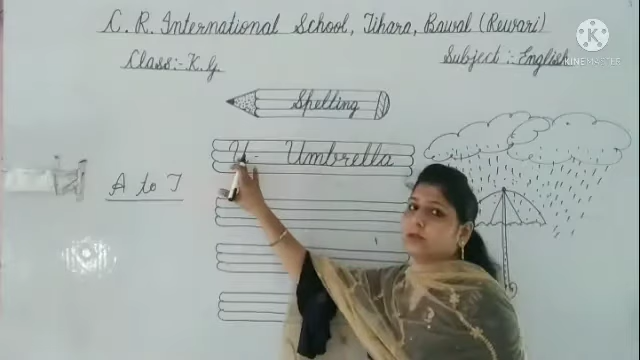 C. R. International School, Tihara, Bawal (Rewari)
Class:- K.G
Subject:- English
KINEMASTER
Spelling
U - Umbrella
A to T